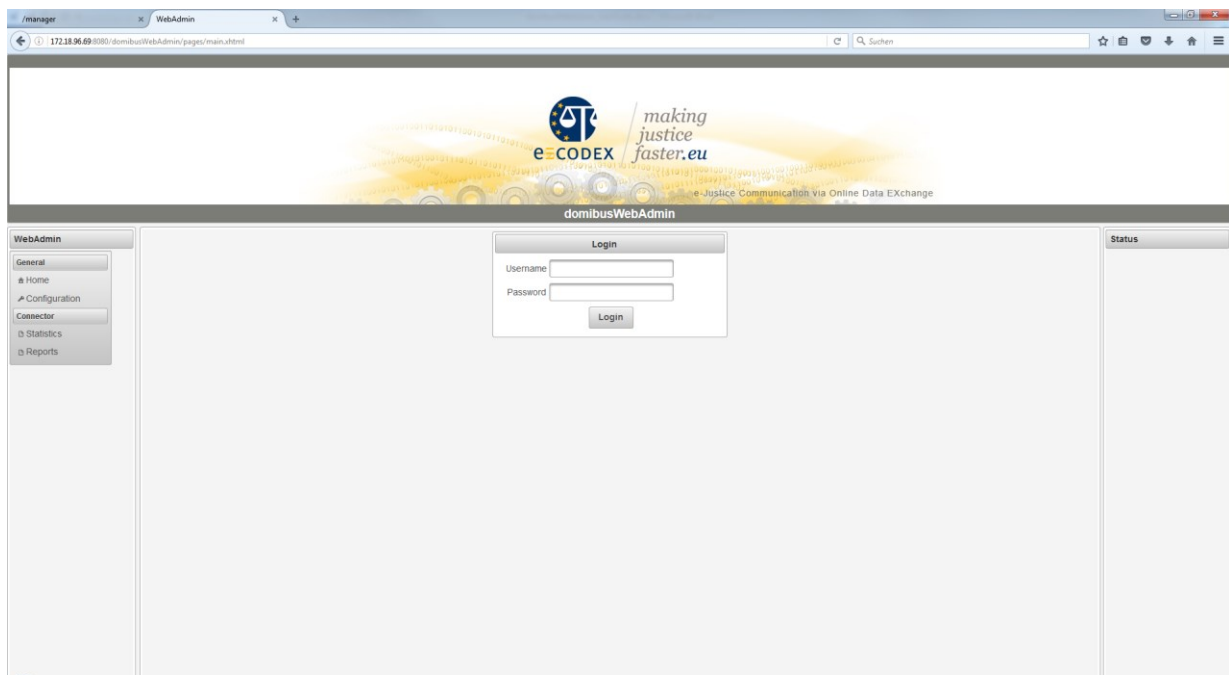 /manager
WebAdmin
172.18.96.69:8080/domibusWebAdmin/pages/main.xhtml
Suchen
e-CODEX
making
justice
faster.eu
e-Justice Communication via Online Data EXchange
domibusWebAdmin
WebAdmin
General
Home
Configuration
Connector
Statistics
Reports
Login
Username
Password
Login
Status